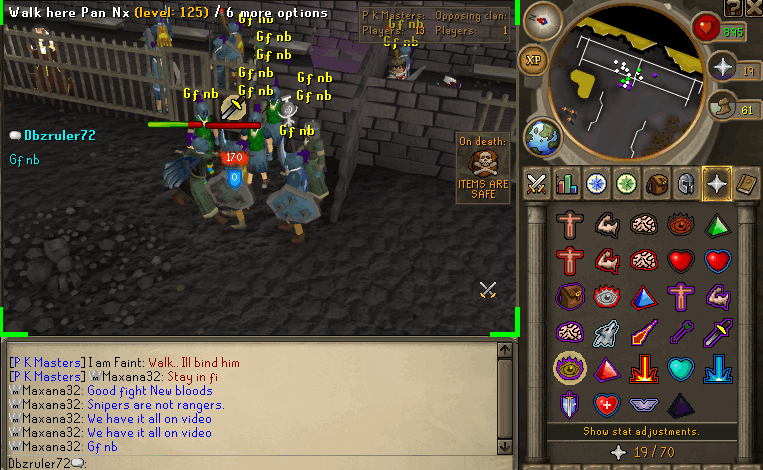 Walk here Pan Nx (level: 125) / 6 more options
P K Masters: Opposing clan:
Players: 13 Players: 1
Gf nb
Gf nb
Gf nb
Gf nb
Gf nb
Gf nb
Gf nb
Gf nb
Gf nb
Gf nb
Dbzruler72
Gf nb
170
0
On death:
ITEMS ARE
SAFE
895
XP
19
61
[P K Masters] I am Faint: Walk.. Ill bind him
[P K Masters] Maxana32: Stay in fi
Maxana32: Good fight New bloods
Maxana32: Snipers are not rangers.
Maxana32: We have it all on video
Maxana32: We have it all on video
Maxana32: Gf nb
Dbzruler72:
Show stat adjustments.
19 / 70